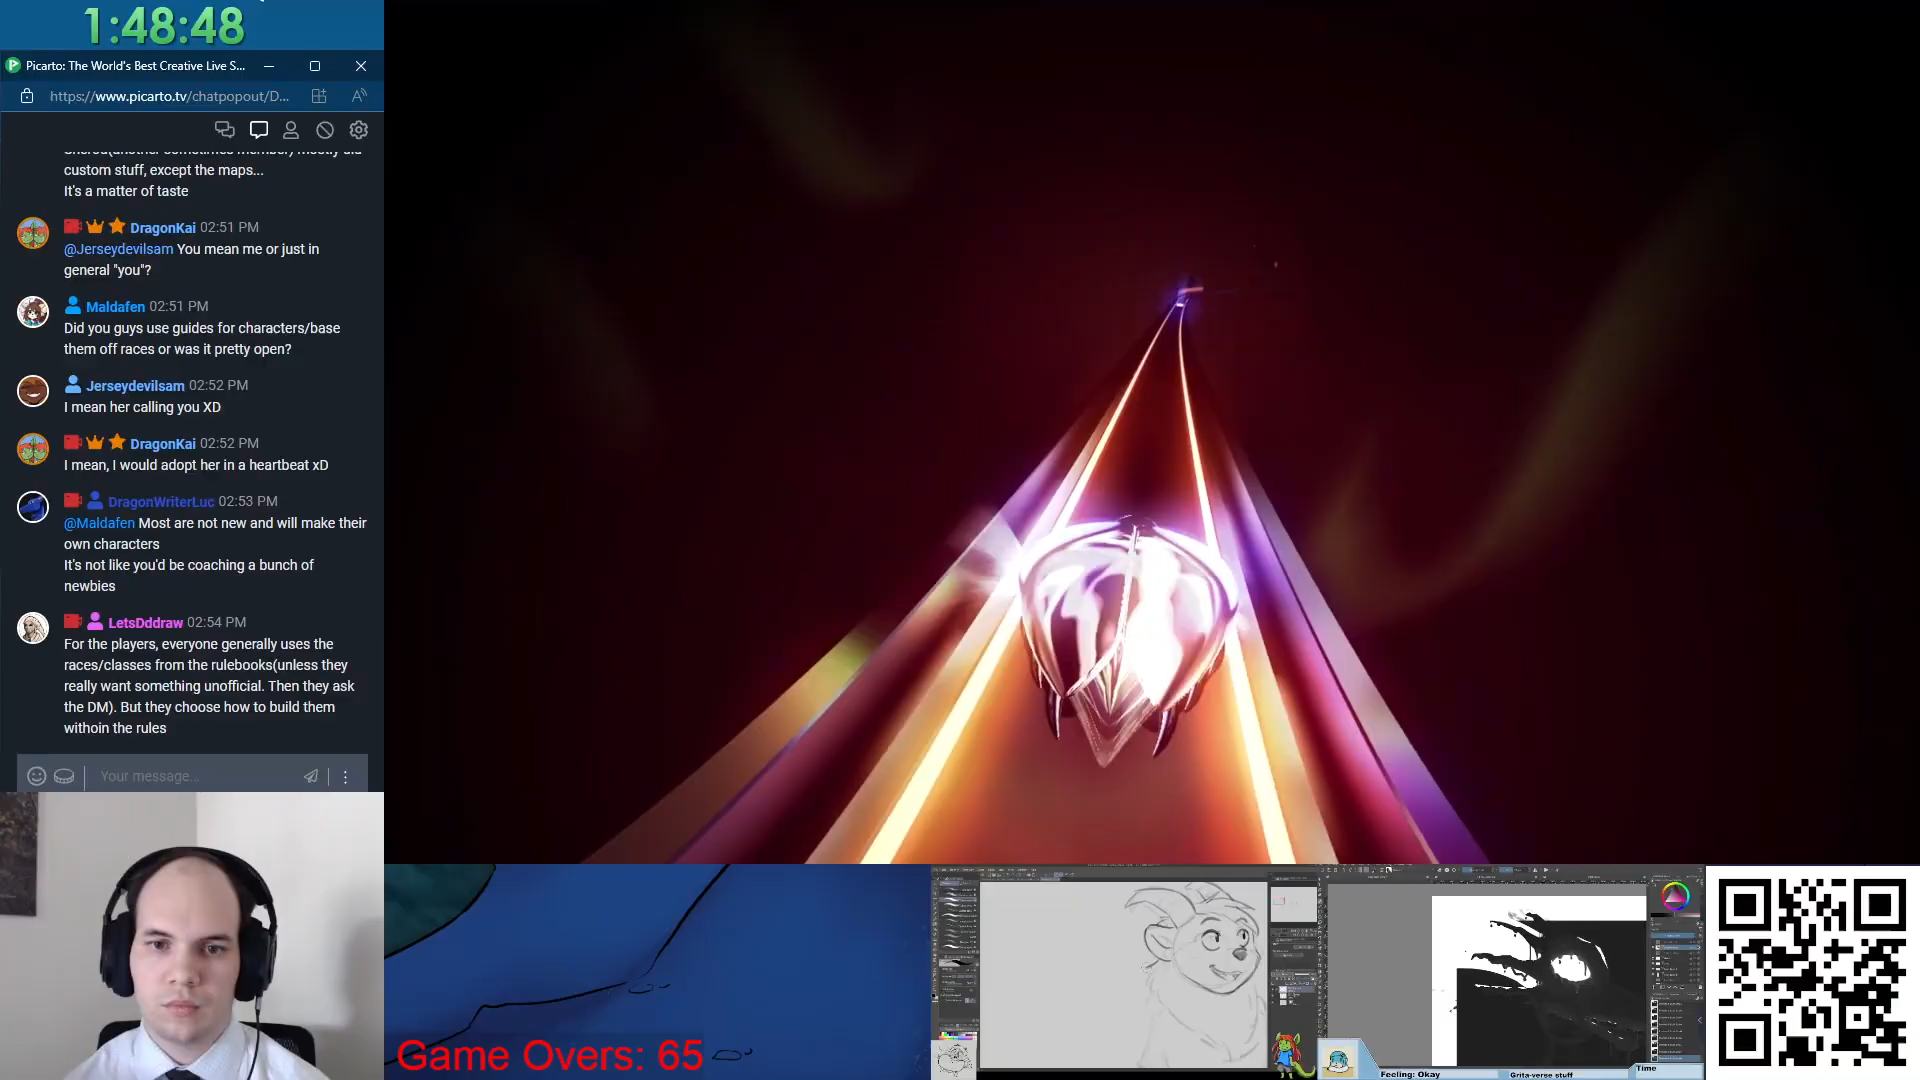 1:48:48
Picarto: The World's Best Creative Live S...
https://www.picarto.tv/chatpopout/D...
custom stuff, except the maps...
It's a matter of taste
DragonKai 02:51 PM
@Jerseydevilsam You mean me or just in
general "you"?
Maldafen 02:51 PM
Did you guys use guides for characters/base
them off races or was it pretty open?
Jerseydevilsam 02:52 PM
I mean her calling you XD
DragonKai 02:52 PM
I mean, I would adopt her in a heartbeat xD
DragonWriterLuc 02:53 PM
@Maldafen Most are not new and will make their
own characters
It's not like you'd be coaching a bunch of
newbies
LetsDddraw 02:54 PM
For the players, everyone generally uses the
races/classes from the rulebooks(unless they
really want something unofficial. Then they ask
the DM). But they choose how to build them
withoin the rules
Your message...
Game Overs: 65
Feeling: Okay
Grita-verse stuff
Time